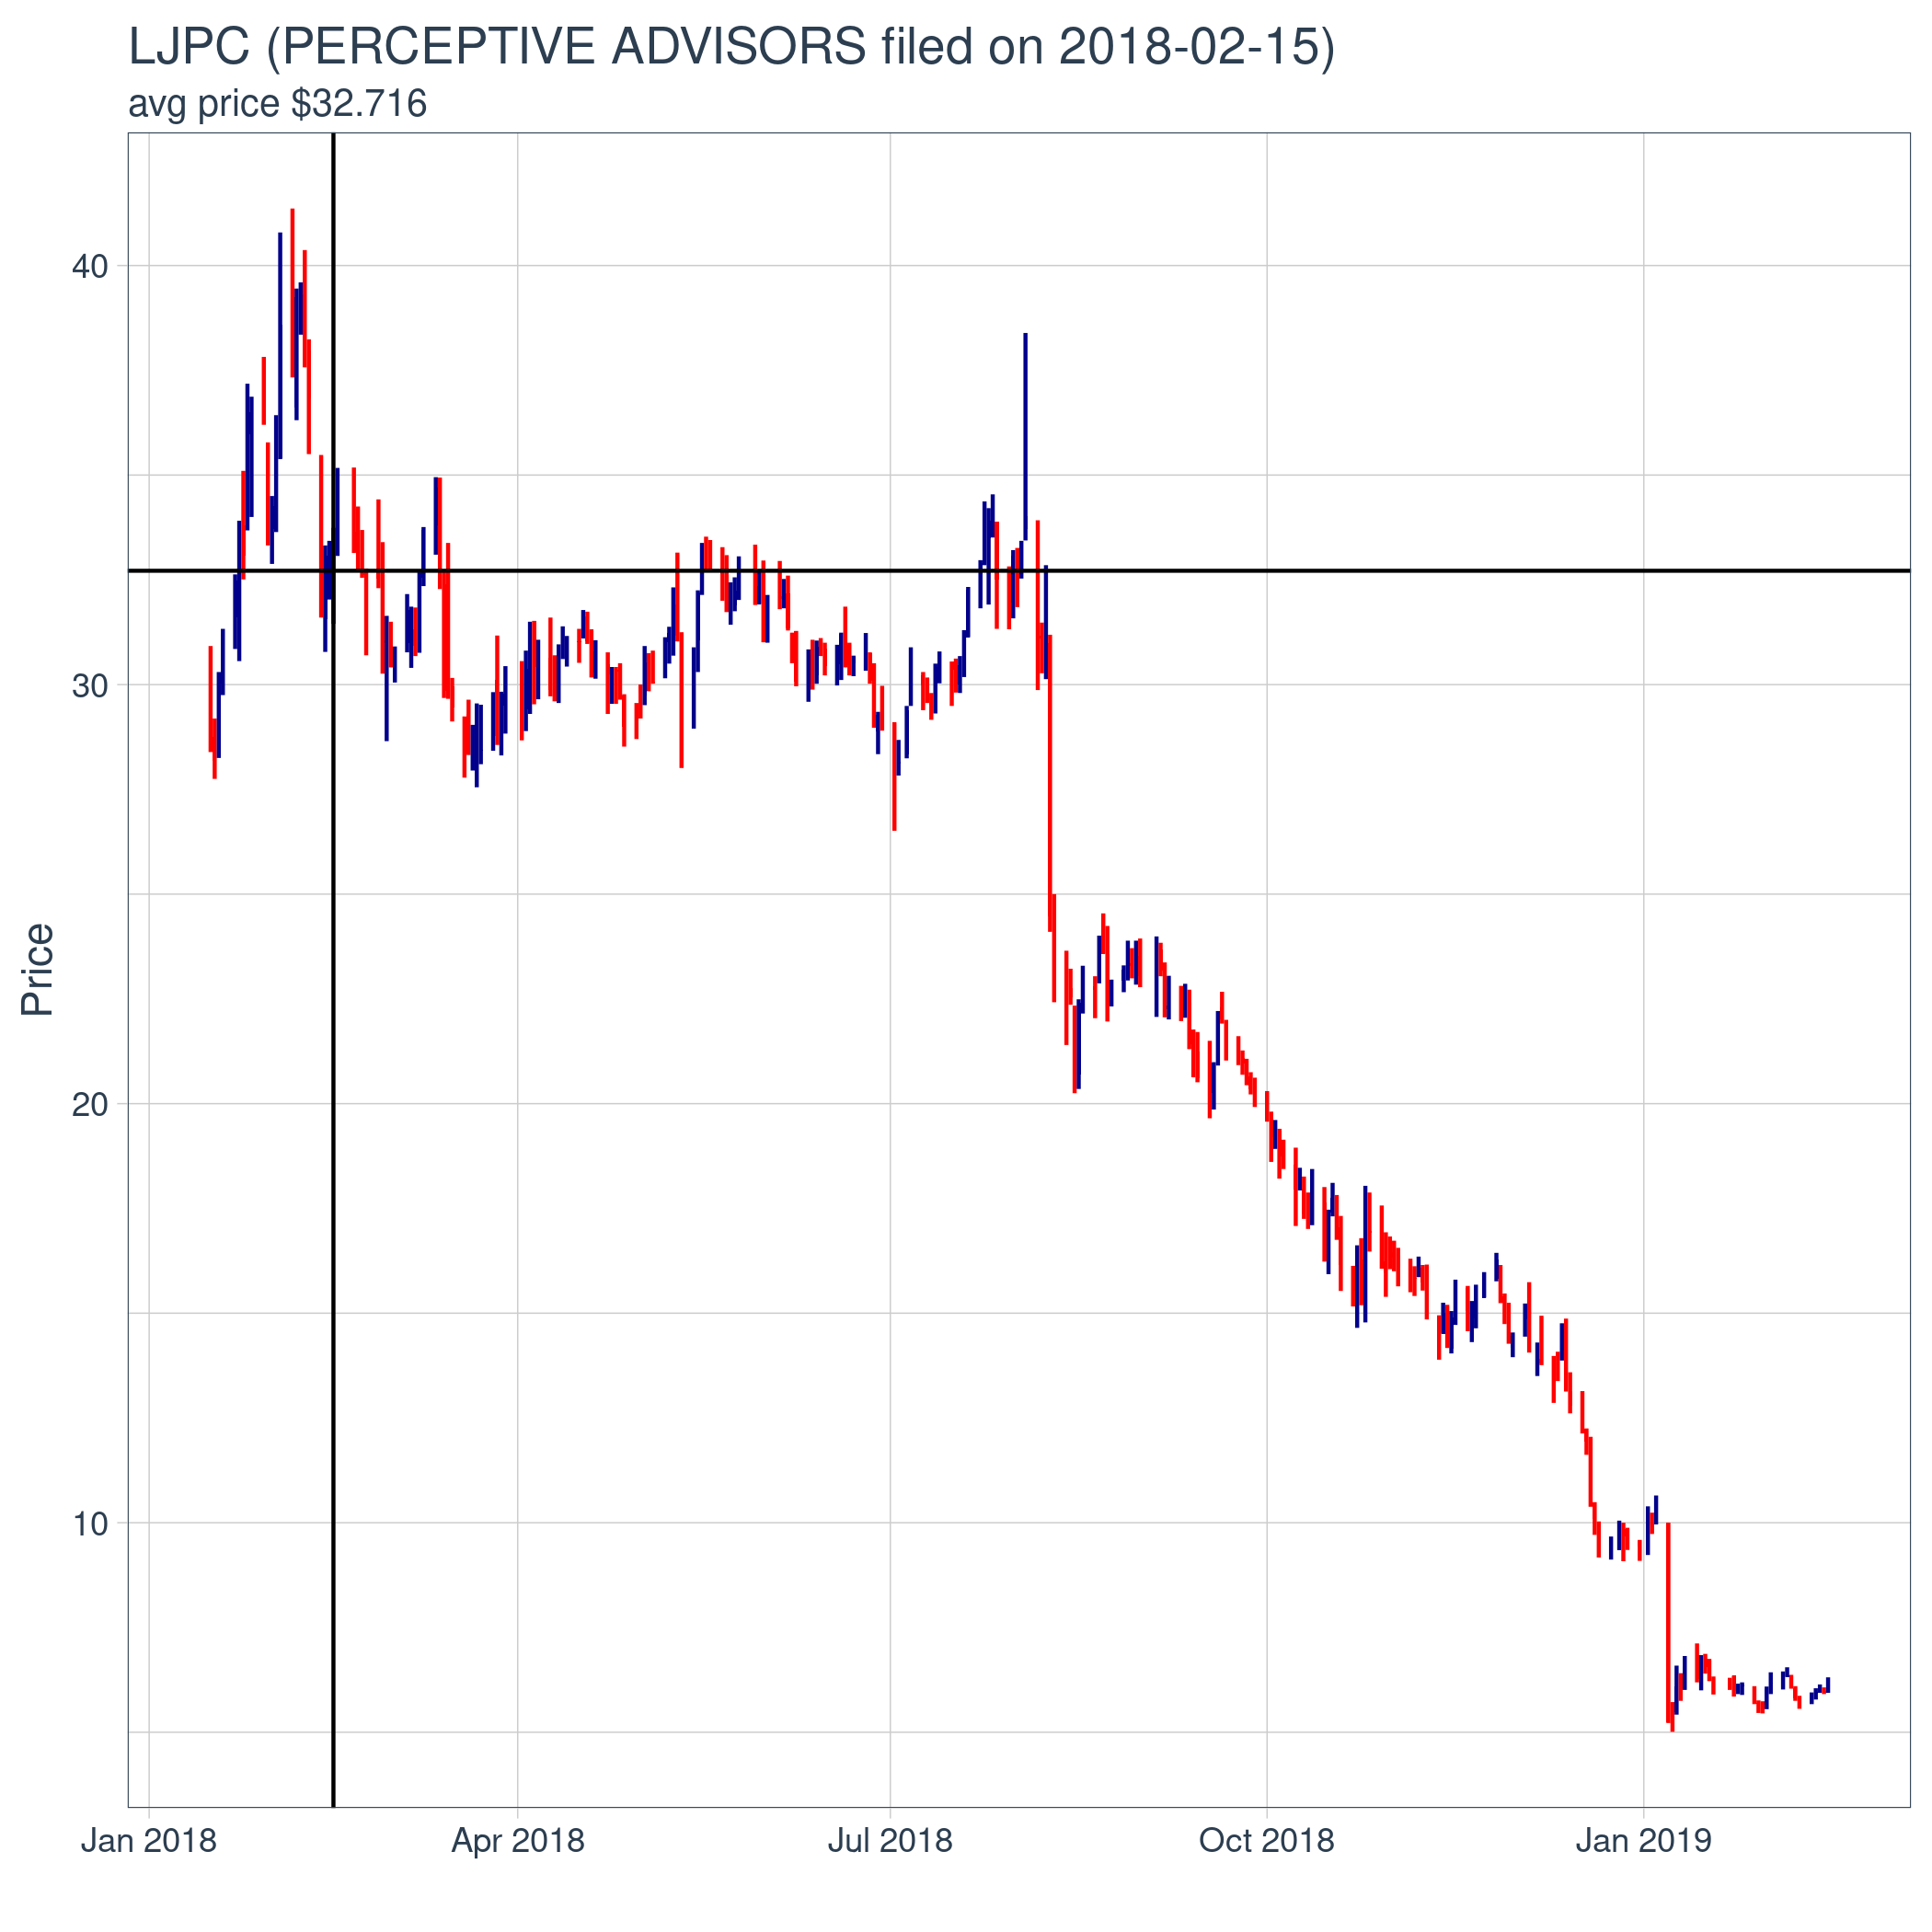 LJPC (PERCEPTIVE ADVISORS filed on 2018-02-15)
avg price $32.716
Price
40
30
20
10
Jan 2018 Apr 2018 Jul 2018 Oct 2018 Jan 2019